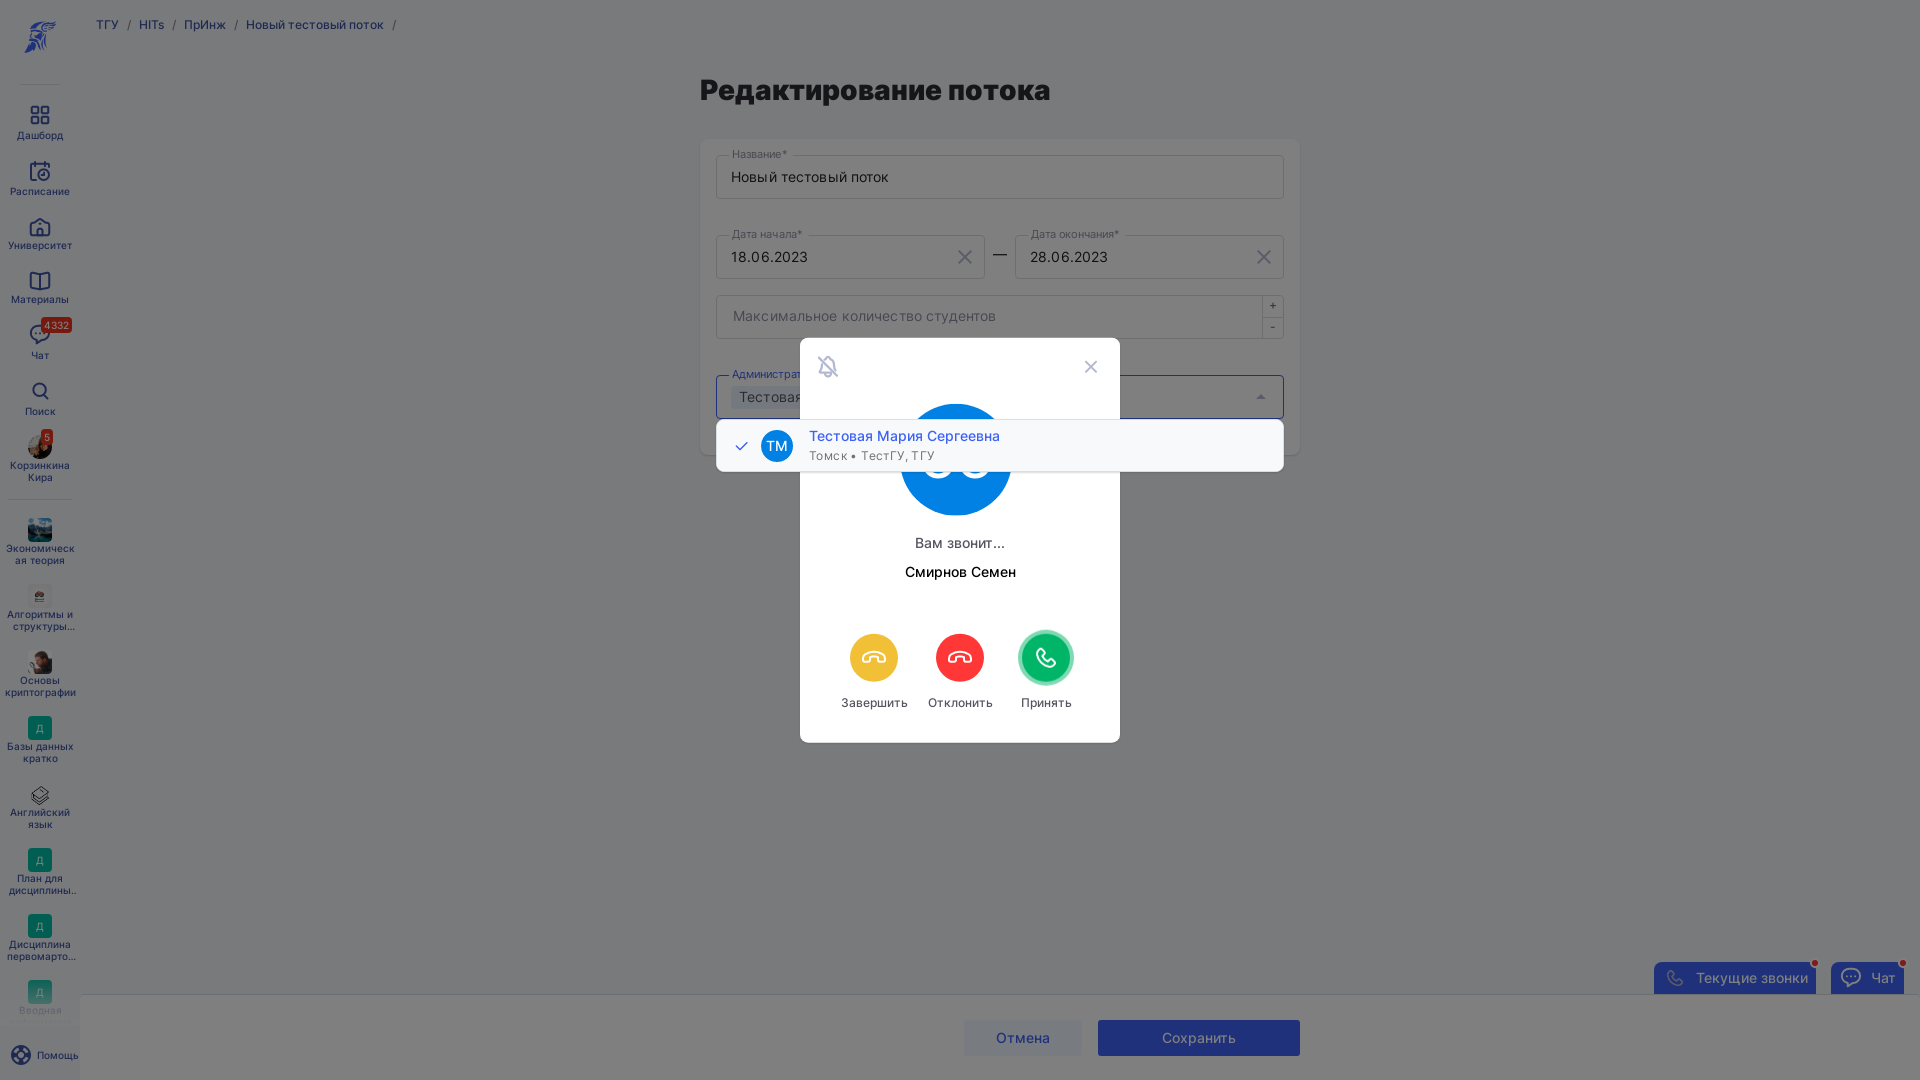 ТГУ / HITs / ПрИнж / Новый тестовый поток /
Редактирование потока
Дашборд
Расписание
Университет
Материалы
4332
Чат
Поиск
5
Корзинкина
Кира
Экономическ
ая теория
Алгоритмы и
структуры...
Основы
криптографии
Д
Базы данных
кратко
Английский
язык
Д
План для
дисциплины..
Д
Дисциплина
первомарто...
Д
Вводная
Помощь
Название*
Новый тестовый поток
Дата начала*
18.06.2023
—
Дата окончания*
28.06.2023
Максимальное количество студентов
+
-
Администрат
Тестовая
ТМ
Тестовая Мария Сергеевна
Томск • ТестГУ, ТГУ
Вам звонит...
Смирнов Семен
Завершить
Отклонить
Принять
Текущие звонки
Чат
Отмена
Сохранить